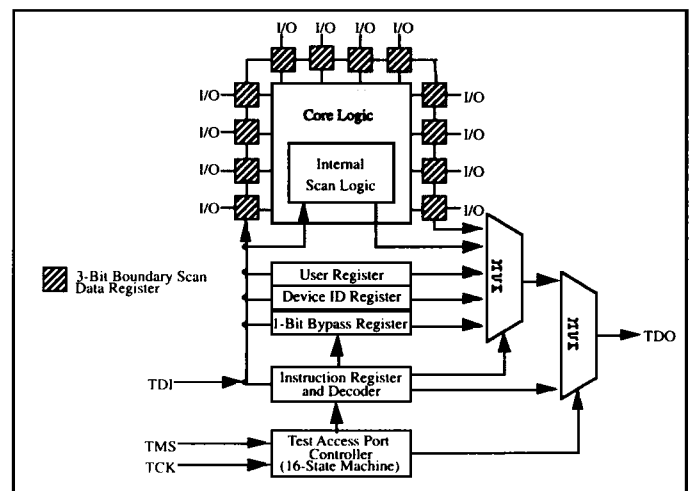 I/O I/O I/O I/O
I/O
I/O
I/O
I/O
Core Logic
Internal
Scan Logic
I/O
I/O
I/O
I/O
3-Bit Boundary Scan
Data Register
User Register
Device ID Register
1-Bit Bypass Register
MUX
MUX
TDO
TDI
Instruction Register
and Decoder
TMS
TCK
Test Access Port
Controller
(16-State Machine)